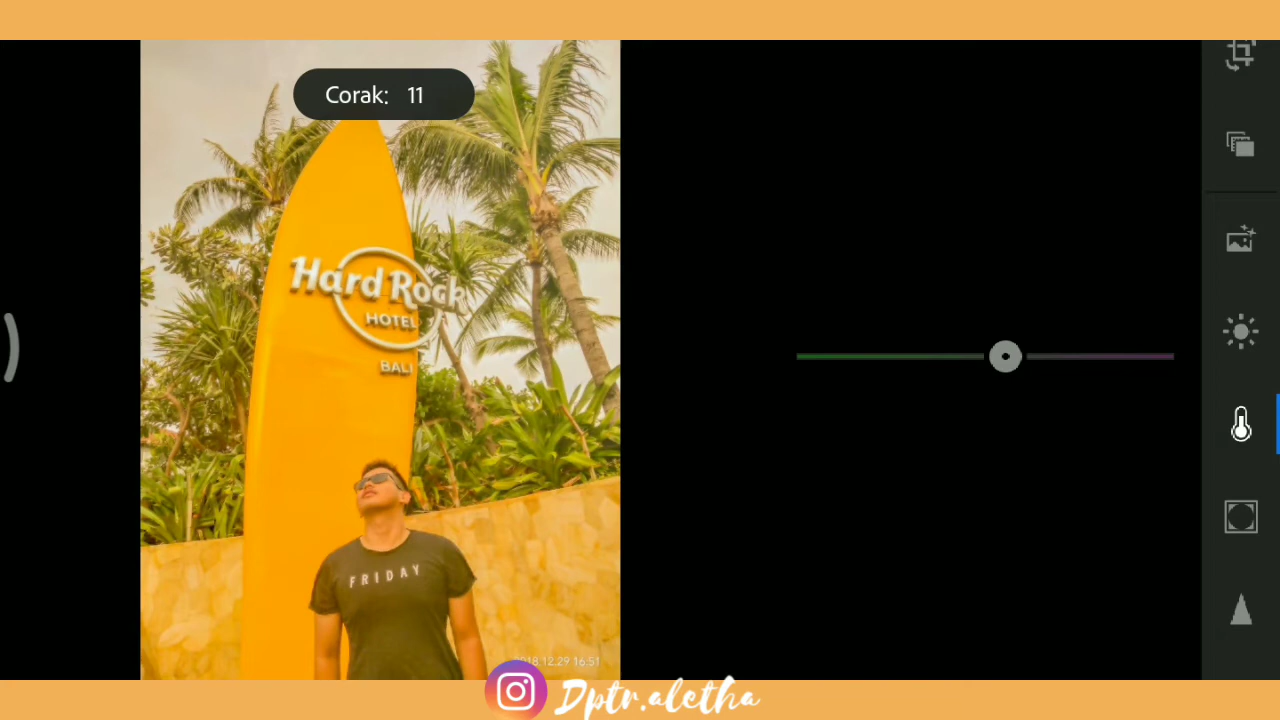 Corak: 11
Hard Rock
HOTEL
BALI
FRIDAY
2018.12.29 16:51
Dptr.aletha